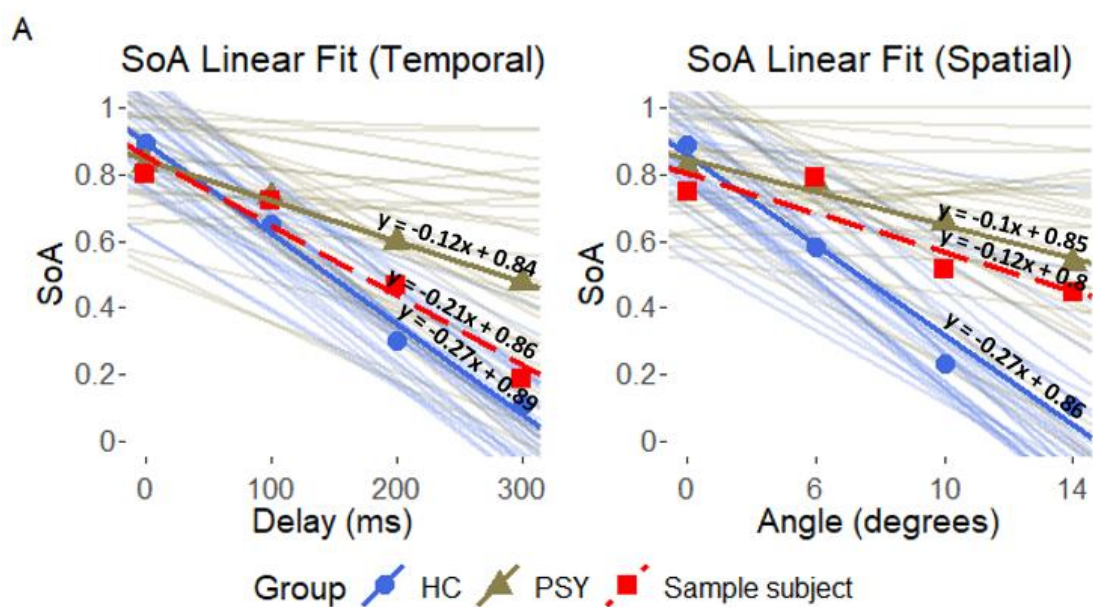 A
SoA Linear Fit (Temporal)
SoA
1
0.8
0.6
0.4
0.2
0
y = -0.12x + 0.84
y = -0.21x + 0.86
y = -0.27x + 0.89
0 100 200 300
Delay (ms)
SoA Linear Fit (Spatial)
SoA
1
0.8
0.6
0.4
0.2
0
y = -0.1x + 0.85
y = -0.12x + 0.8
y = -0.27x + 0.86
0 6 10 14
Angle (degrees)
Group HC PSY Sample subject